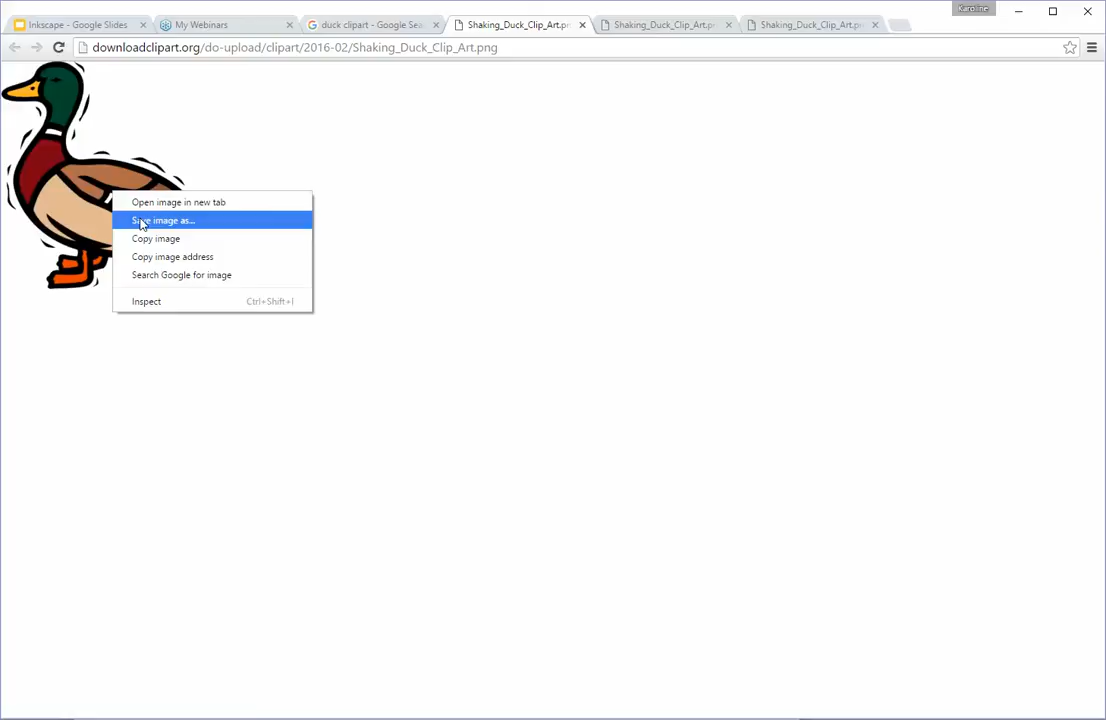 Karoline
Inkscape - Google Slides
My Webinars
duck clipart - Google Sea
Shaking_Duck_Clip_Art.pn
Shaking_Duck_Clip_Art.pn
Shaking_Duck_Clip_Art.pn
downloadclipart.org/do-upload/clipart/2016-02/Shaking_Duck_Clip_Art.png
Open image in new tab
Save image as...
Copy image
Copy image address
Search Google for image
Inspect Ctrl+Shift+I